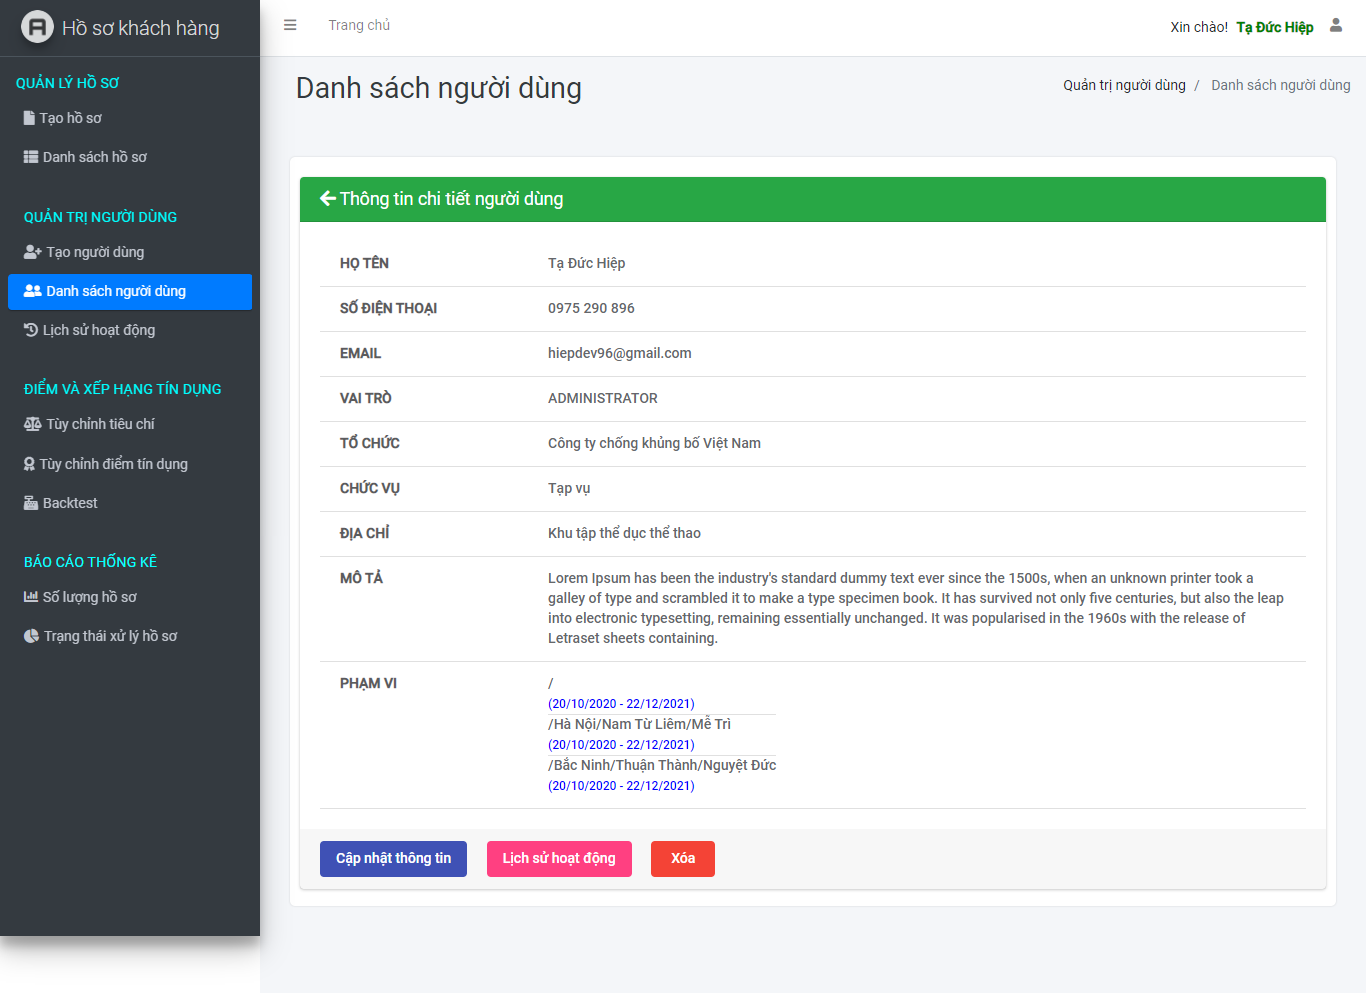 Hồ sơ khách hàng
Trang chủ
Xin chào! Tạ Đức Hiệp
QUẢN LÝ HỒ SƠ
Tạo hồ sơ
Danh sách hồ sơ
QUẢN TRỊ NGƯỜI DÙNG
Tạo người dùng
Danh sách người dùng
Lịch sử hoạt động
ĐIỂM VÀ XẾP HẠNG TÍN DỤNG
Tùy chỉnh tiêu chí
Tùy chỉnh điểm tín dụng
Backtest
BÁO CÁO THỐNG KÊ
Số lượng hồ sơ
Trạng thái xử lý hồ sơ
Danh sách người dùng
Quản trị người dùng / Danh sách người dùng
Thông tin chi tiết người dùng
HỌ TÊN Tạ Đức Hiệp
SỐ ĐIỆN THOẠI 0975 290 896
EMAIL hiepdev96@gmail.com
VAI TRÒ ADMINISTRATOR
TỔ CHỨC Công ty chống khủng bố Việt Nam
CHỨC VỤ Tạp vụ
ĐỊA CHỈ Khu tập thể dục thể thao
MÔ TẢ Lorem Ipsum has been the industry's standard dummy text ever since the 1500s, when an unknown printer took a
galley of type and scrambled it to make a type specimen book. It has survived not only five centuries, but also the leap
into electronic typesetting, remaining essentially unchanged. It was popularised in the 1960s with the release of
Letraset sheets containing.
PHẠM VI /
(20/10/2020 - 22/12/2021)
/Hà Nội/Nam Từ Liêm/Mễ Trì
(20/10/2020 - 22/12/2021)
/Bắc Ninh/Thuận Thành/Nguyệt Đức
(20/10/2020 - 22/12/2021)
Cập nhật thông tin Lịch sử hoạt động Xóa